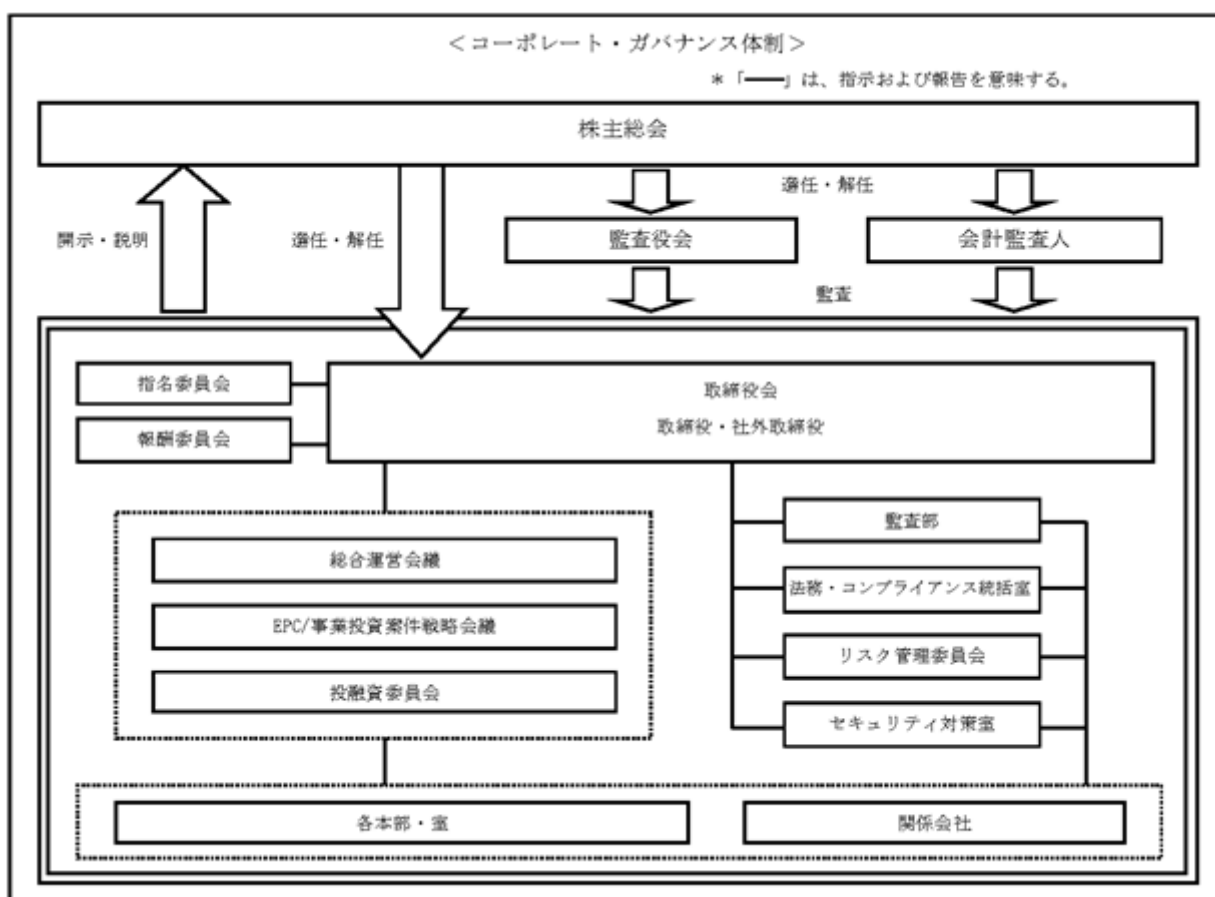 ＜コーポレート・ガバナンス体制＞
＊「━━」は、指示および報告を意味する。
株主総会
開示・説明
選任・解任
選任・解任
監査役会
会計監査人
監査
指名委員会
報酬委員会
取締役会
取締役・社外取締役
総合運営会議
EPC/事業投資案件戦略会議
投融資委員会
監査部
法務・コンプライアンス統括室
リスク管理委員会
セキュリティ対策室
各本部・室
関係会社